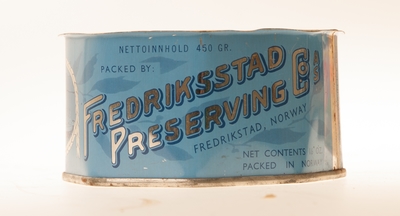 NETTOINNHOLD 450 GR.
PACKED BY:
FREDRIKSSTAD
PRESERVING Co
FREDRIKSTAD, NORWAY
NET CONTENTS
PACKED IN